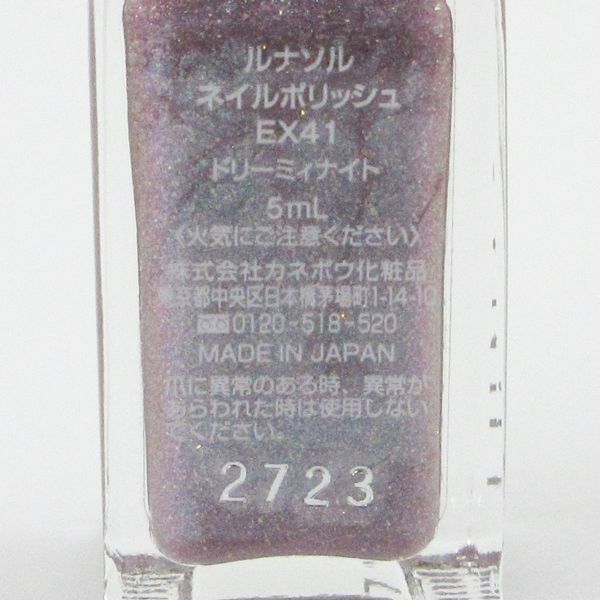 ルナソル
ネイルポリッシュ
EX41
ドリーミィナイト
5mL
〈火気にご注意ください〉
株式会社カネボウ化粧品
東京都中央区日本橋茅場町1-14-10
0120-518-520
MADE IN JAPAN
爪に異常のある時、異常が
あらわれた時は使用しない
でください。
2723